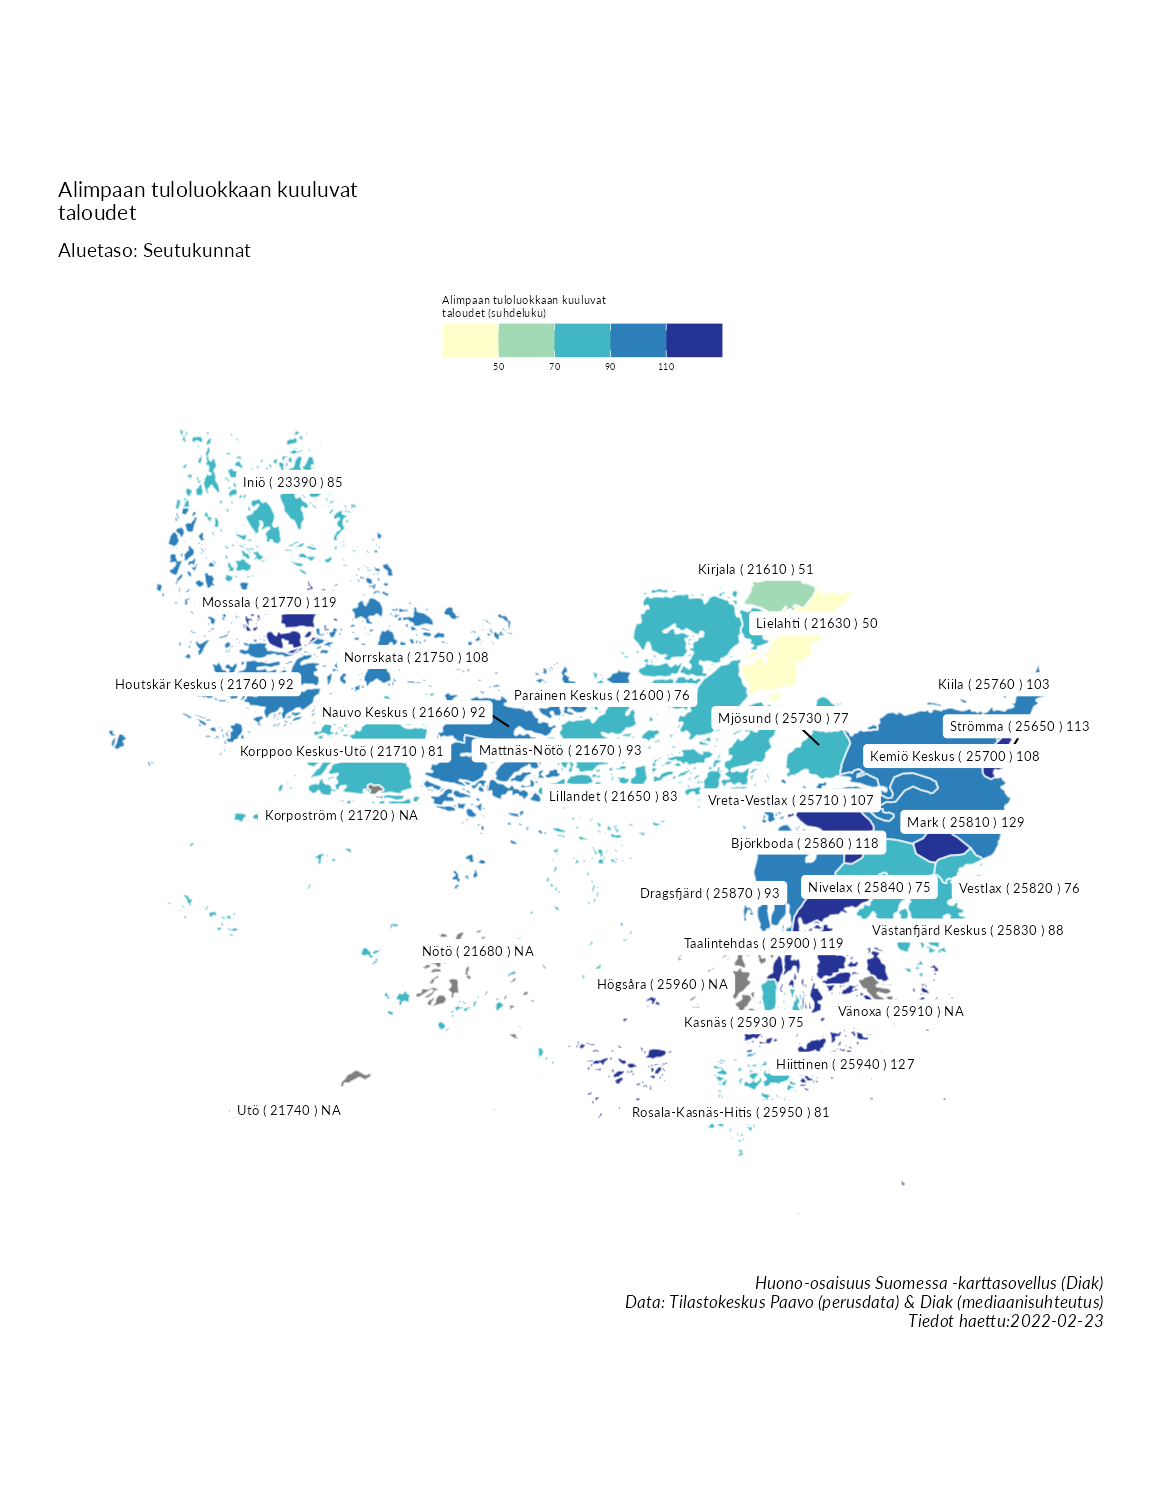 Alimpaan tuloluokkaan kuuluvat
taloudet
Aluetaso: Seutukunnat
Alimpaan tuloluokkaan kuuluvat
taloudet (suhdeluku)
50 70 90 110
Iniö ( 23390 ) 85
Kirjala ( 21610 ) 51
Mossala ( 21770 ) 119
Lielahti ( 21630 ) 50
Norrskata ( 21750 ) 108
Houtskär Keskus ( 21760 ) 92
Kiila ( 25760 ) 103
Parainen Keskus ( 21600 ) 76
Nauvo Keskus ( 21660 ) 92
Mjösund ( 25730 ) 77
Strömma ( 25650 ) 113
Korppoo Keskus-Utö ( 21710 ) 81
Mattnäs-Nötö ( 21670 ) 93
Kemiö Keskus ( 25700 ) 108
Lillandet ( 21650 ) 83
Vreta-Vestlax ( 25710 ) 107
Korpoström ( 21720 ) NA
Mark ( 25810 ) 129
Björkboda ( 25860 ) 118
Dragsfjärd ( 25870 ) 93
Nivelax ( 25840 ) 75
Vestlax ( 25820 ) 76
Västanfjärd Keskus ( 25830 ) 88
Taalintehdas ( 25900 ) 119
Nötö ( 21680 ) NA
Högsåra ( 25960 ) NA
Vänoxa ( 25910 ) NA
Kasnäs ( 25930 ) 75
Hiittinen ( 25940 ) 127
Utö ( 21740 ) NA
Rosala-Kasnäs-Hitis ( 25950 ) 81
Huono-osaisuus Suomessa -karttasovellus (Diak)
Data: Tilastokeskus Paavo (perusdata) & Diak (mediaanisuhteutus)
Tiedot haettu:2022-02-23